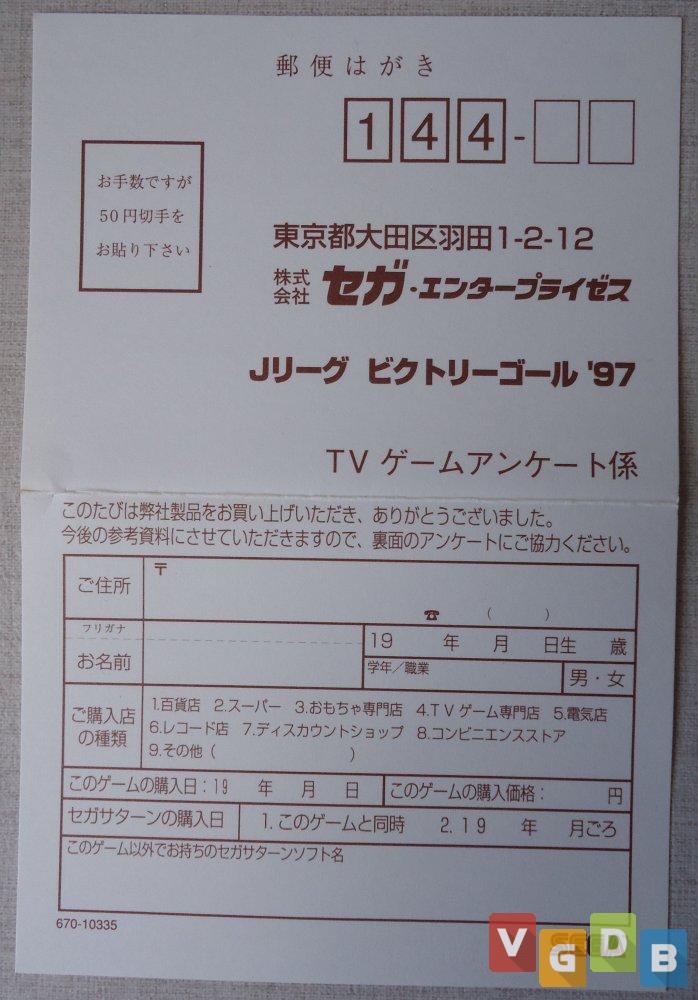 郵便はがき
144-
お手数ですが
50円切手を
お貼り下さい
東京都大田区羽田1-2-12
株式会社 セガ・エンタープライゼス
Jリーグ ビクトリーゴール '97
TVゲームアンケート係
このたびは弊社製品をお買い上げいただき、ありがとうございました。
今後の参考資料にさせていただきますので、裏面のアンケートにご協力ください。
ご住所 〒
☎ ( )
フリガナ
お名前
19 年 月 日生 歳
学年/職業
男・女
ご購入店の種類
1.百貨店 2.スーパー 3.おもちゃ専門店 4.TVゲーム専門店 5.電気店
6.レコード店 7.ディスカウントショップ 8.コンビニエンスストア
9.その他( )
このゲームの購入日:19 年 月 日 このゲームの購入価格: 円
セガサターンの購入日 1.このゲームと同時 2.19 年 月ごろ
このゲーム以外でお持ちのセガサターンソフト名
670-10335
SEGA
VGDB